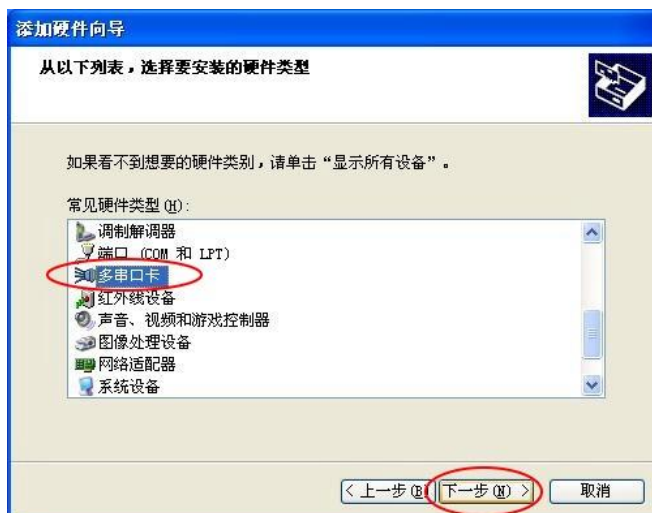 添加硬件向导
从以下列表，选择要安装的硬件类型
如果看不到想要的硬件类别，请单击“显示所有设备”。
常见硬件类型(H):
调制解调器
端口 (COM 和 LPT)
多串口卡
红外线设备
声音、视频和游戏控制器
图像处理设备
网络适配器
系统设备
< 上一步(B)
下一步(N) >
取消